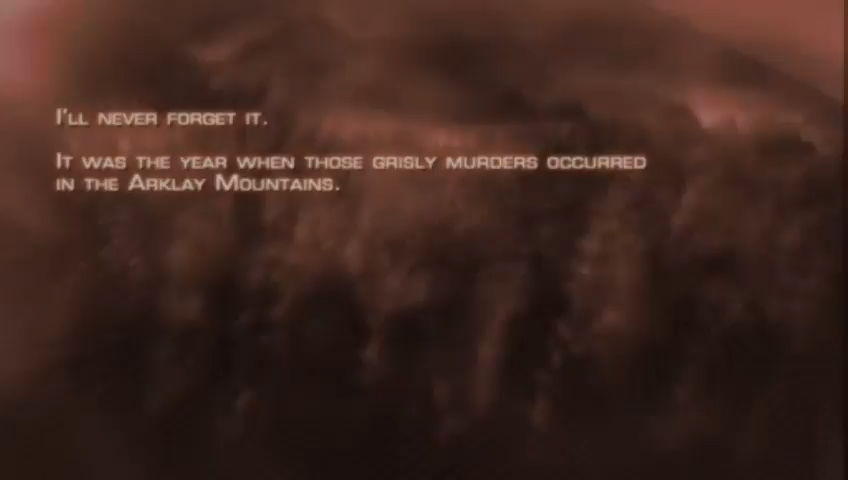 I'll never forget it.
It was the year when those grisly murders occurred
in the Arklay Mountains.